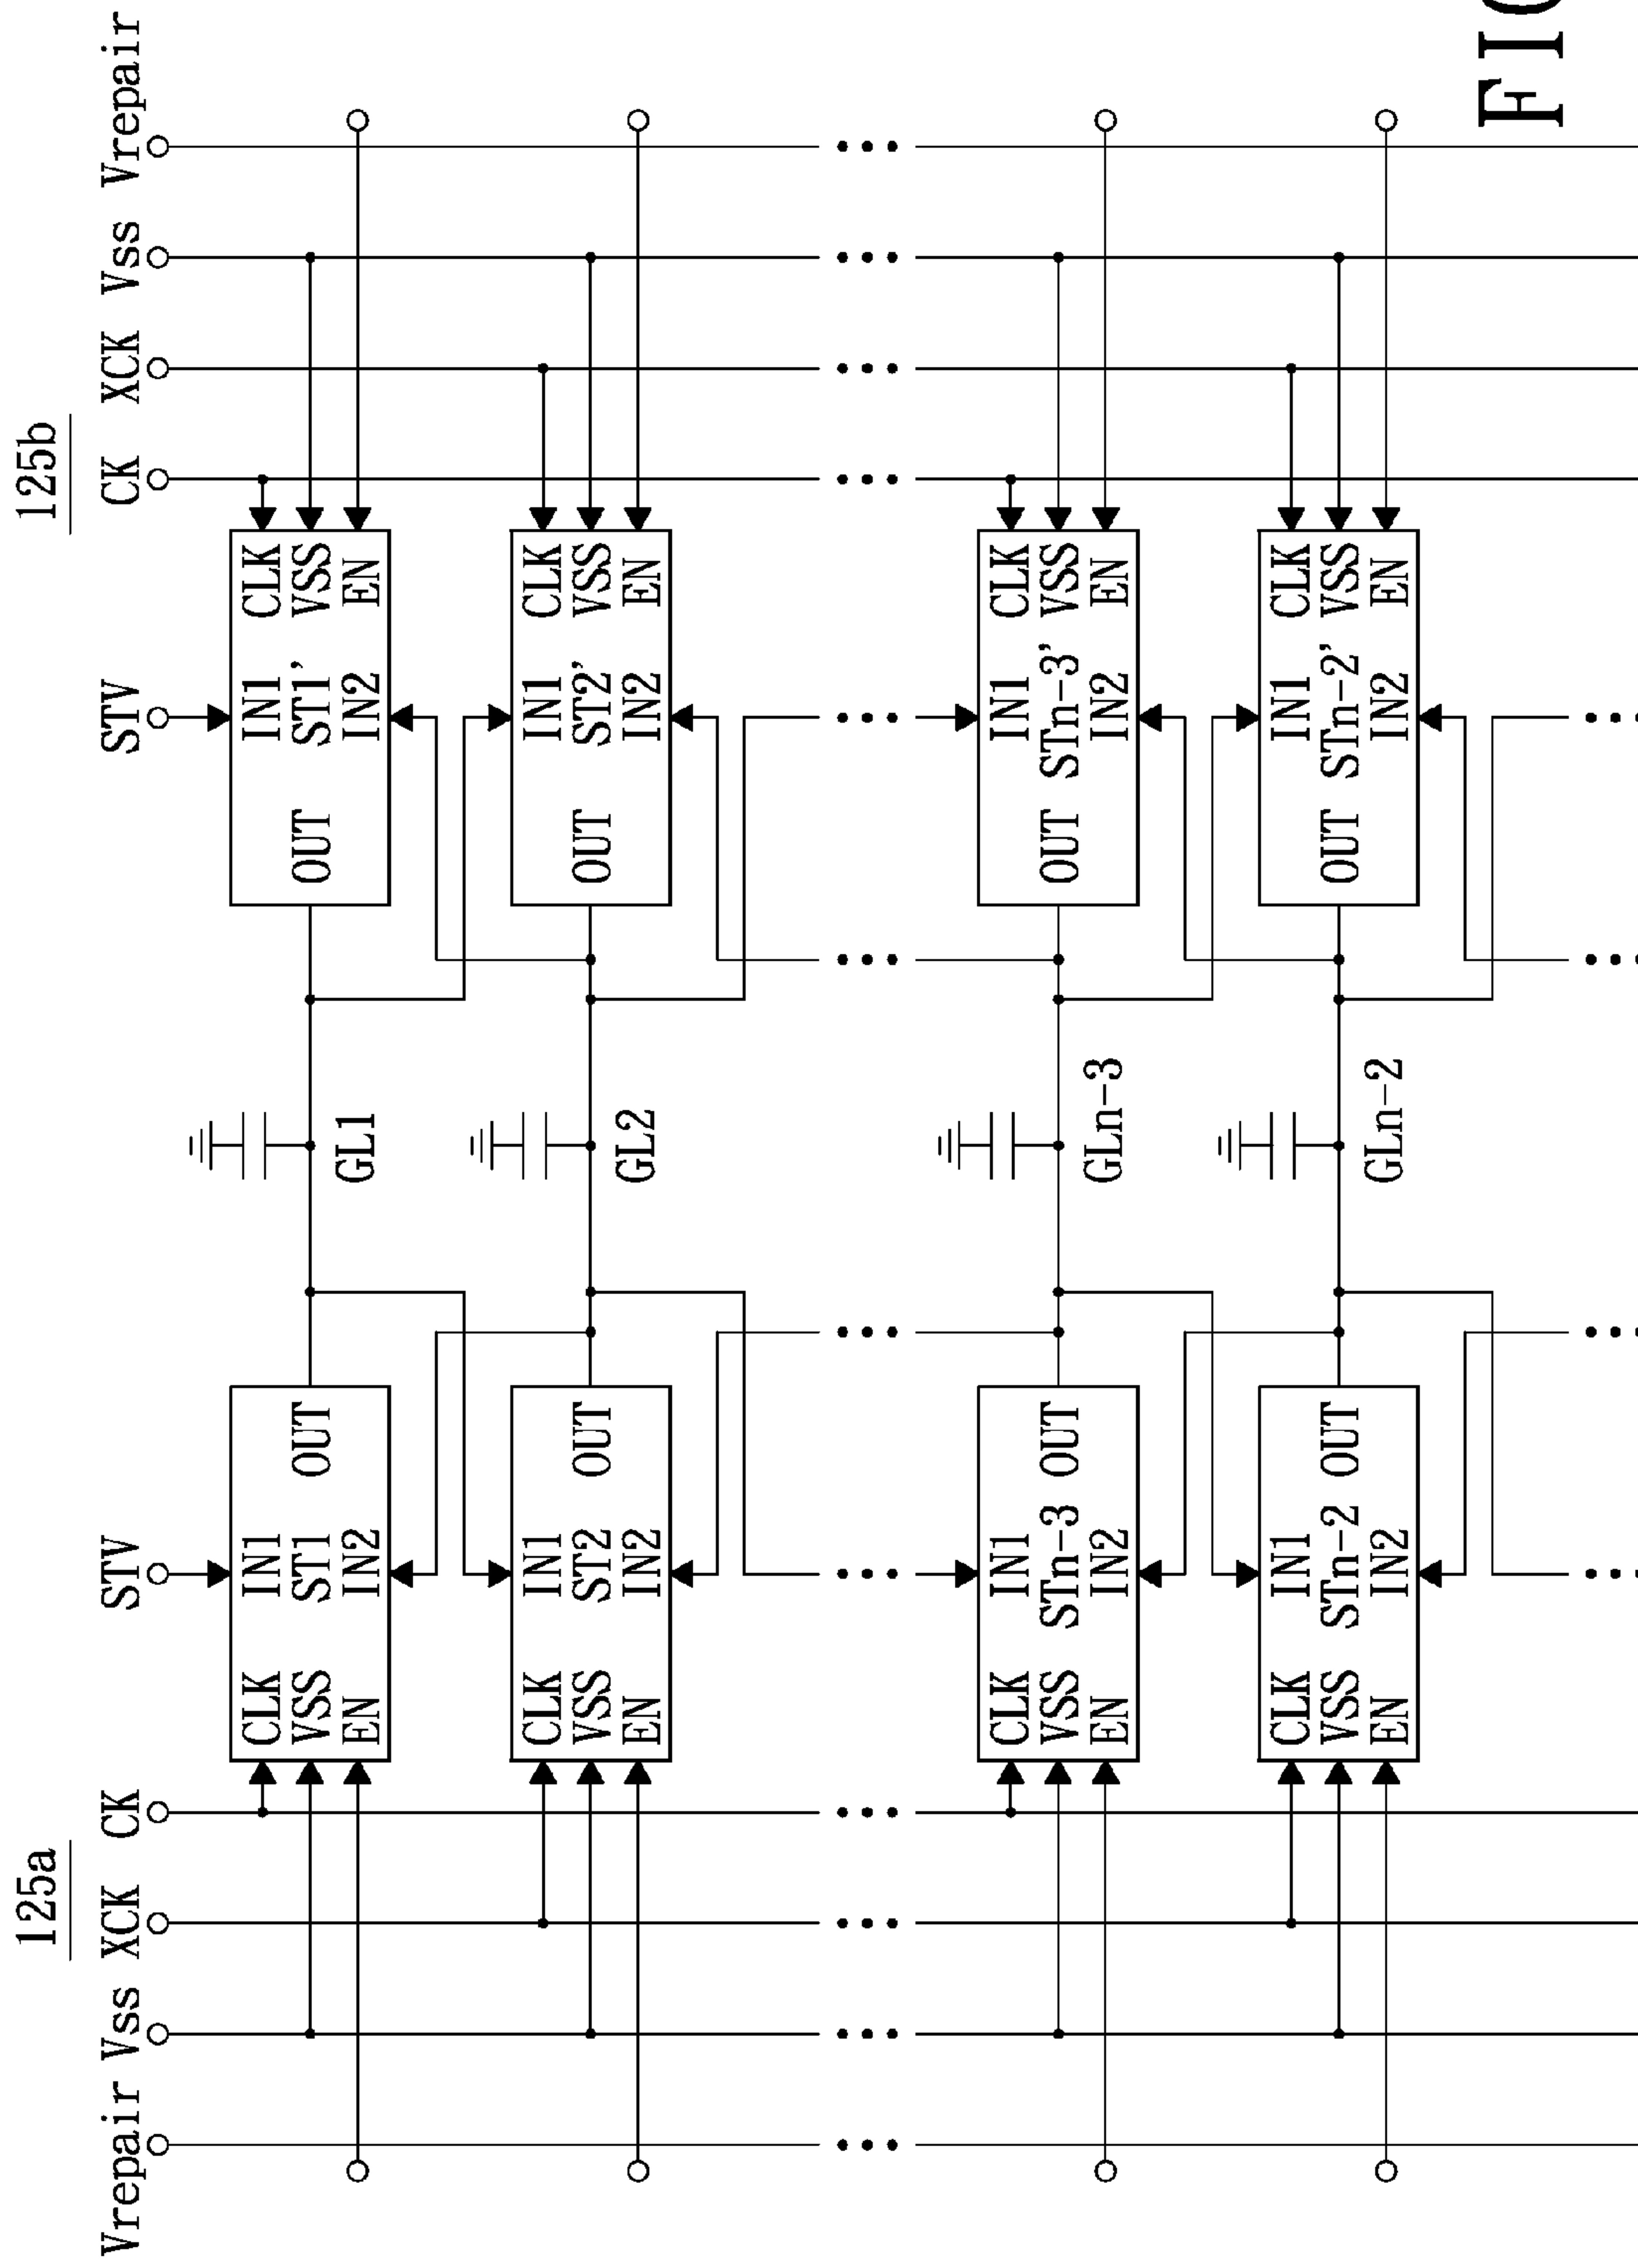 125a 125b
Vrepair Vss XCK CK STV STV CK XCK Vss Vrepair
CLK IN1 IN1 CLK
VSS ST1 OUT OUT ST1' VSS
EN IN2 GL1 IN2 EN
CLK IN1 IN1 CLK
VSS ST2 OUT OUT ST2' VSS
EN IN2 GL2 IN2 EN
CLK IN1 IN1 CLK
VSS STn-3 OUT OUT STn-3' VSS
EN IN2 GLn-3 IN2 EN
CLK IN1 IN1 CLK
VSS STn-2 OUT OUT STn-2' VSS
EN IN2 GLn-2 IN2 EN